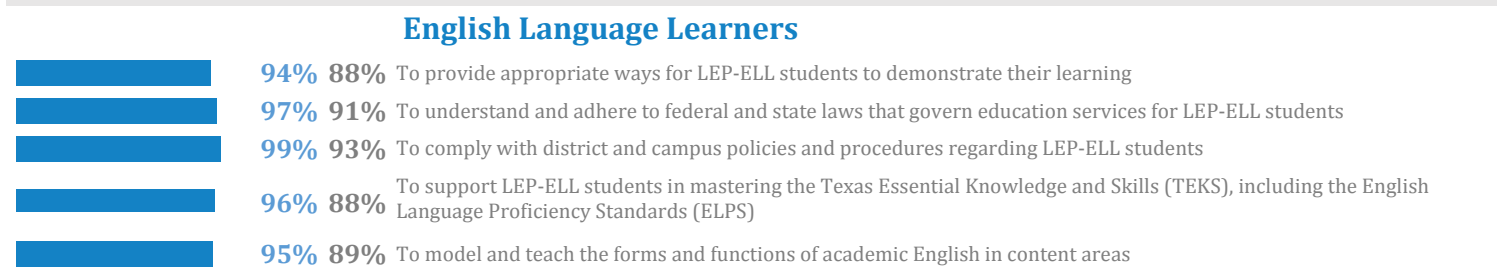 English Language Learners
94% 88% To provide appropriate ways for LEP-ELL students to demonstrate their learning
97% 91% To understand and adhere to federal and state laws that govern education services for LEP-ELL students
99% 93% To comply with district and campus policies and procedures regarding LEP-ELL students
96% 88% To support LEP-ELL students in mastering the Texas Essential Knowledge and Skills (TEKS), including the English
Language Proficiency Standards (ELPS)
95% 89% To model and teach the forms and functions of academic English in content areas